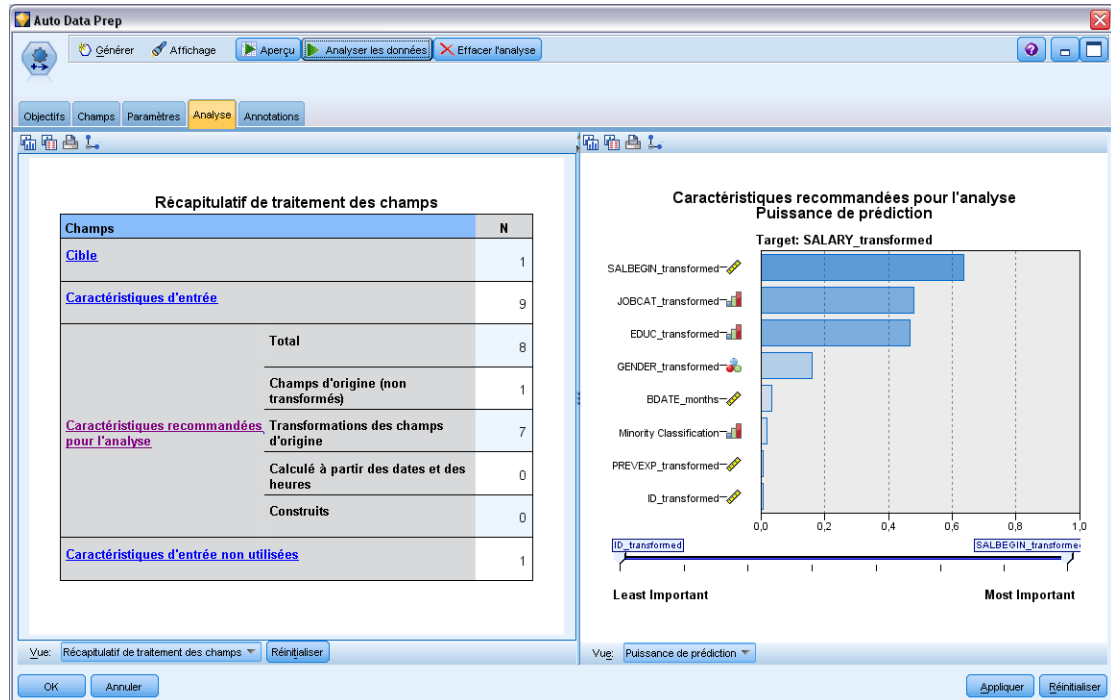 Auto Data Prep
Générer
Affichage
Aperçu
Analyser les données
Effacer l'analyse
Objectifs
Champs
Paramètres
Analyse
Annotations
Récapitulatif de traitement des champs
Champs
N
Cible
1
Caractéristiques d'entrée
9
Caractéristiques recommandées
pour l'analyse
Total
8
Champs d'origine (non
transformés)
1
Transformations des champs
d'origine
7
Calculé à partir des dates et des
heures
0
Construits
0
Caractéristiques d'entrée non utilisées
1
Vue:
Récapitulatif de traitement des champs
Réinitialiser
Caractéristiques recommandées pour l'analyse
Puissance de prédiction
Target: SALARY_transformed
SALBEGIN_transformed
JOBCAT_transformed
EDUC_transformed
GENDER_transformed
BDATE_months
Minority Classification
PREVEXP_transformed
ID_transformed
0,0
0,2
0,4
0,6
0,8
1,0
ID_transformed
SALBEGIN_transforme
Least Important
Most Important
Vue:
Puissance de prédiction
OK
Annuler
Appliquer
Réinitialiser